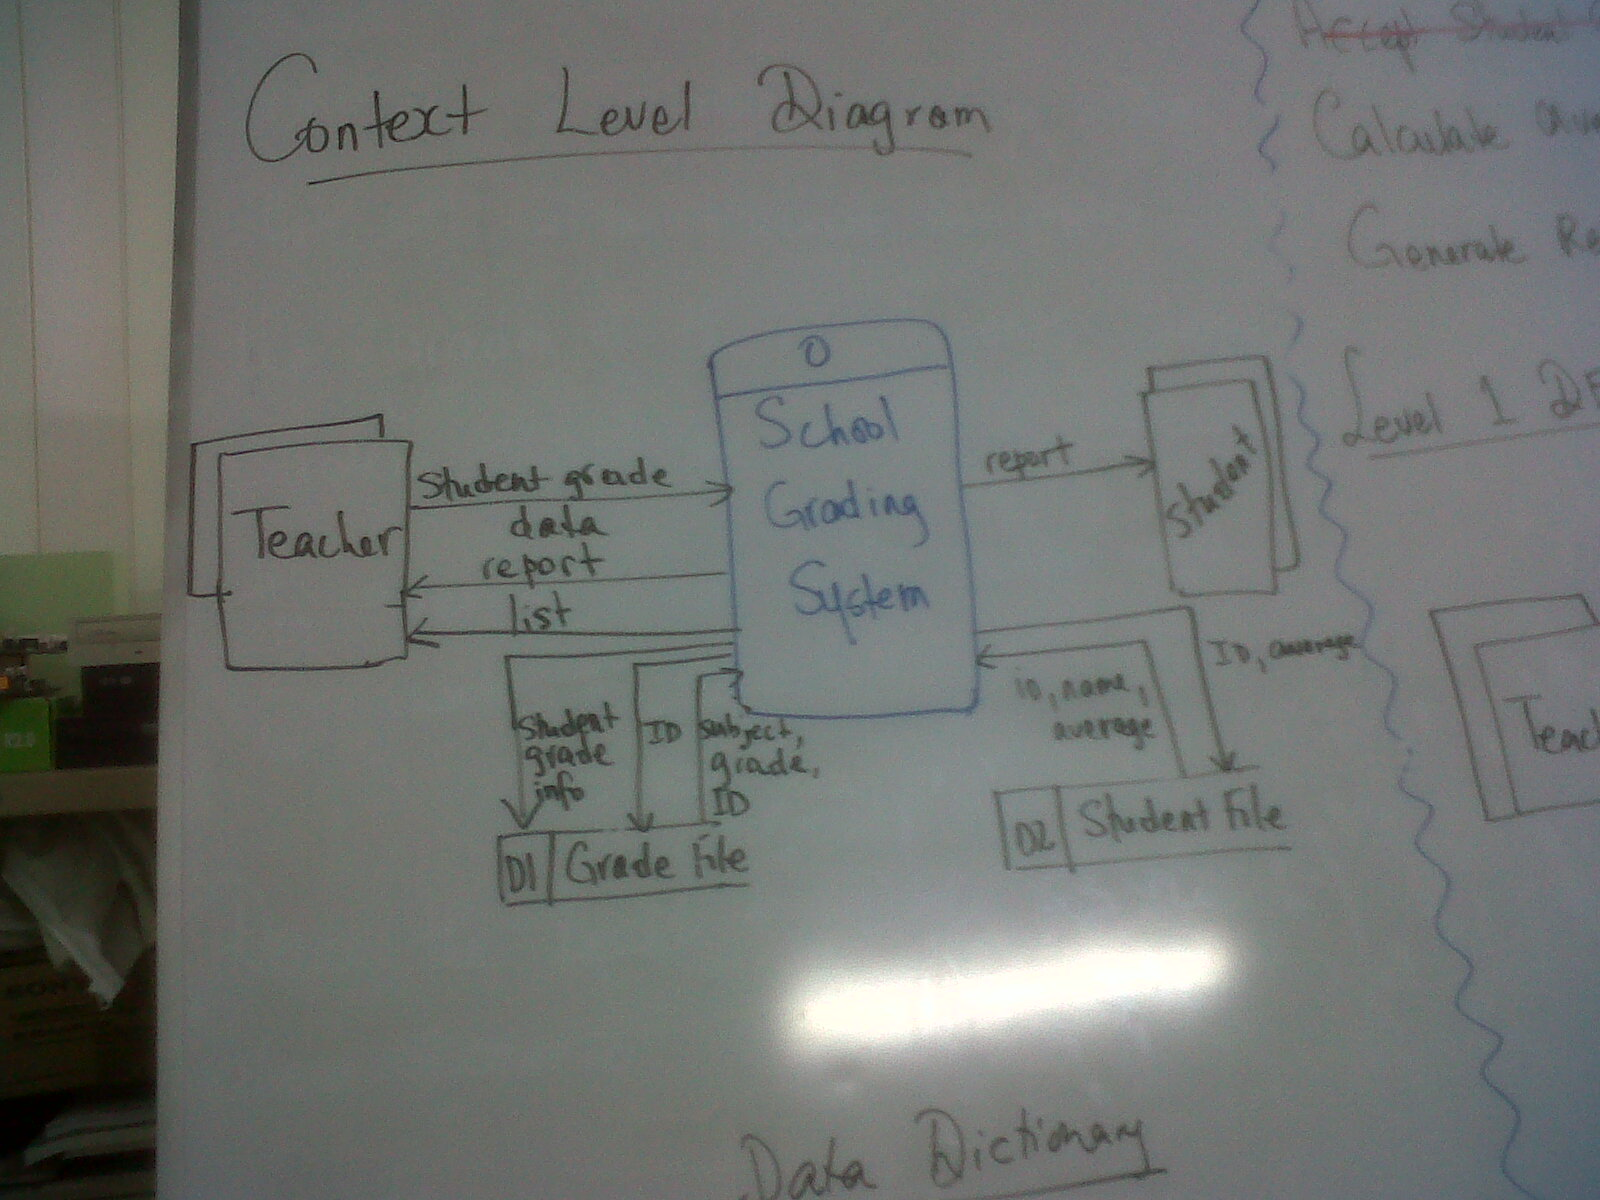 Context Level Diagram
Student
Calculate
Generate
Level 1
0
School
Grading
System
Teacher
Student grade
data
report
list
report
Student
Student
grade
info
ID
subject,
grade,
ID
id, name,
average
ID, average
D1 Grade File
D2 Student File
Data Dictionary